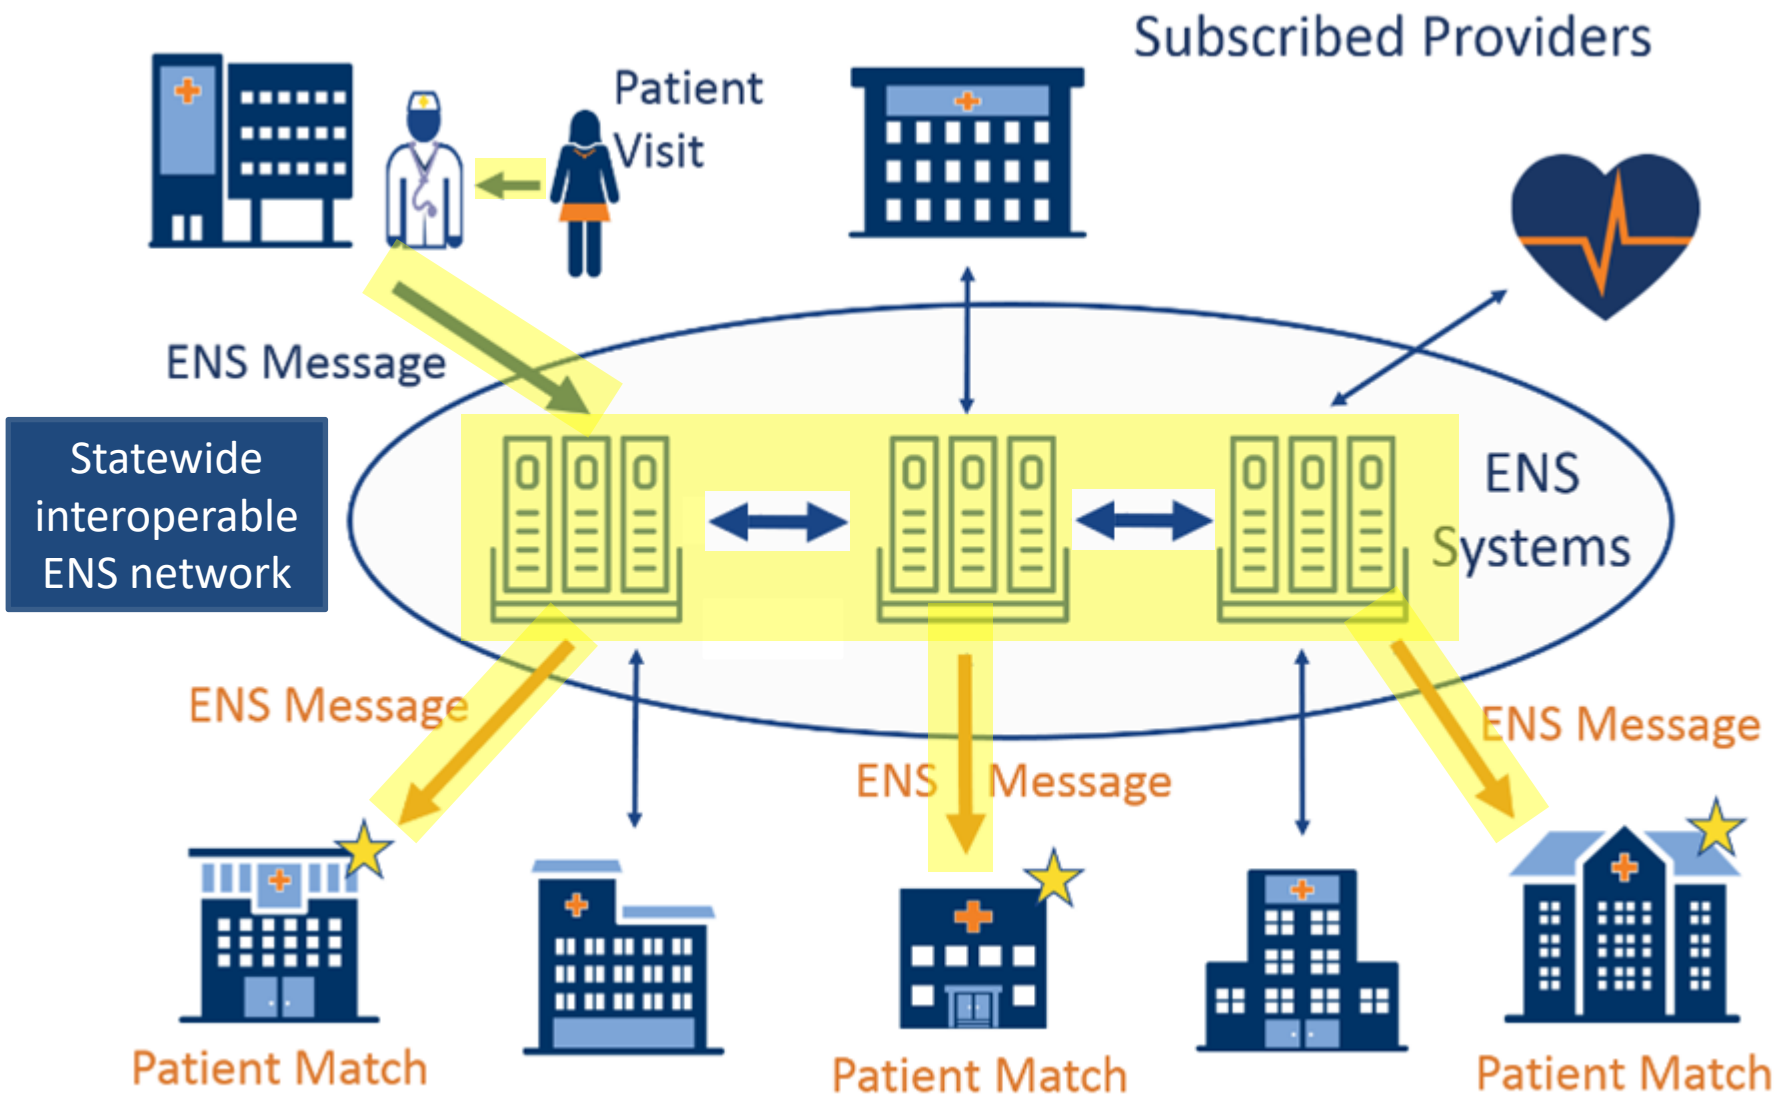 Subscribed Providers
Patient
Visit
ENS Message
Statewide
interoperable
ENS network
ENS
Systems
ENS Message
ENS Message
ENS Message
Patient Match
Patient Match
Patient Match